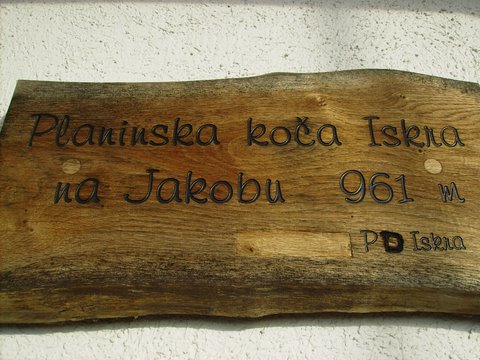 Planinska koča Iskra
na Jakobu 961 m
PD Iskra